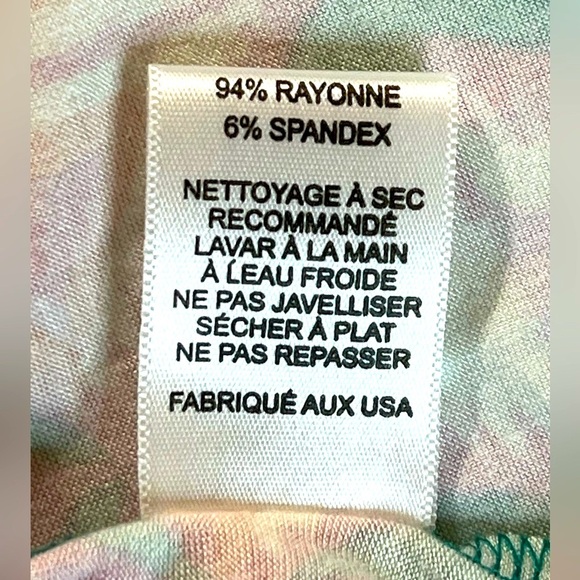 94% RAYONNE
6% SPANDEX
NETTOYAGE À SEC
RECOMMANDÉ
LAVAR À LA MAIN
À L'EAU FROIDE
NE PAS JAVELLISER
SÉCHER À PLAT
NE PAS REPASSER
FABRIQUÉ AUX USA